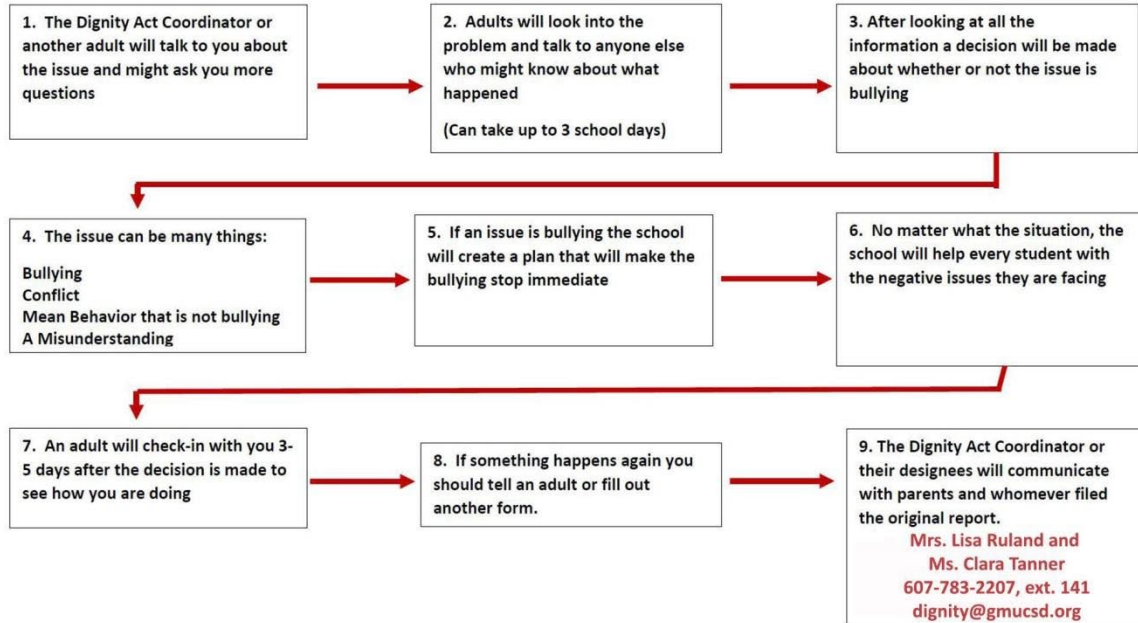 1. The Dignity Act Coordinator or
another adult will talk to you about
the issue and might ask you more
questions
2. Adults will look into the
problem and talk to anyone else
who might know about what
happened
(Can take up to 3 school days)
3. After looking at all the
information a decision will be made
about whether or not the issue is
bullying
4. The issue can be many things:
Bullying
Conflict
Mean Behavior that is not bullying
A Misunderstanding
5. If an issue is bullying the school
will create a plan that will make the
bullying stop immediate
6. No matter what the situation, the
school will help every student with
the negative issues they are facing
7. An adult will check-in with you 3-
5 days after the decision is made to
see how you are doing
8. If something happens again you
should tell an adult or fill out
another form.
9. The Dignity Act Coordinator or
their designees will communicate
with parents and whomever filed
the original report.
Mrs. Lisa Ruland and
Ms. Clara Tanner
607-783-2207, ext. 141
dignity@gmucsd.org